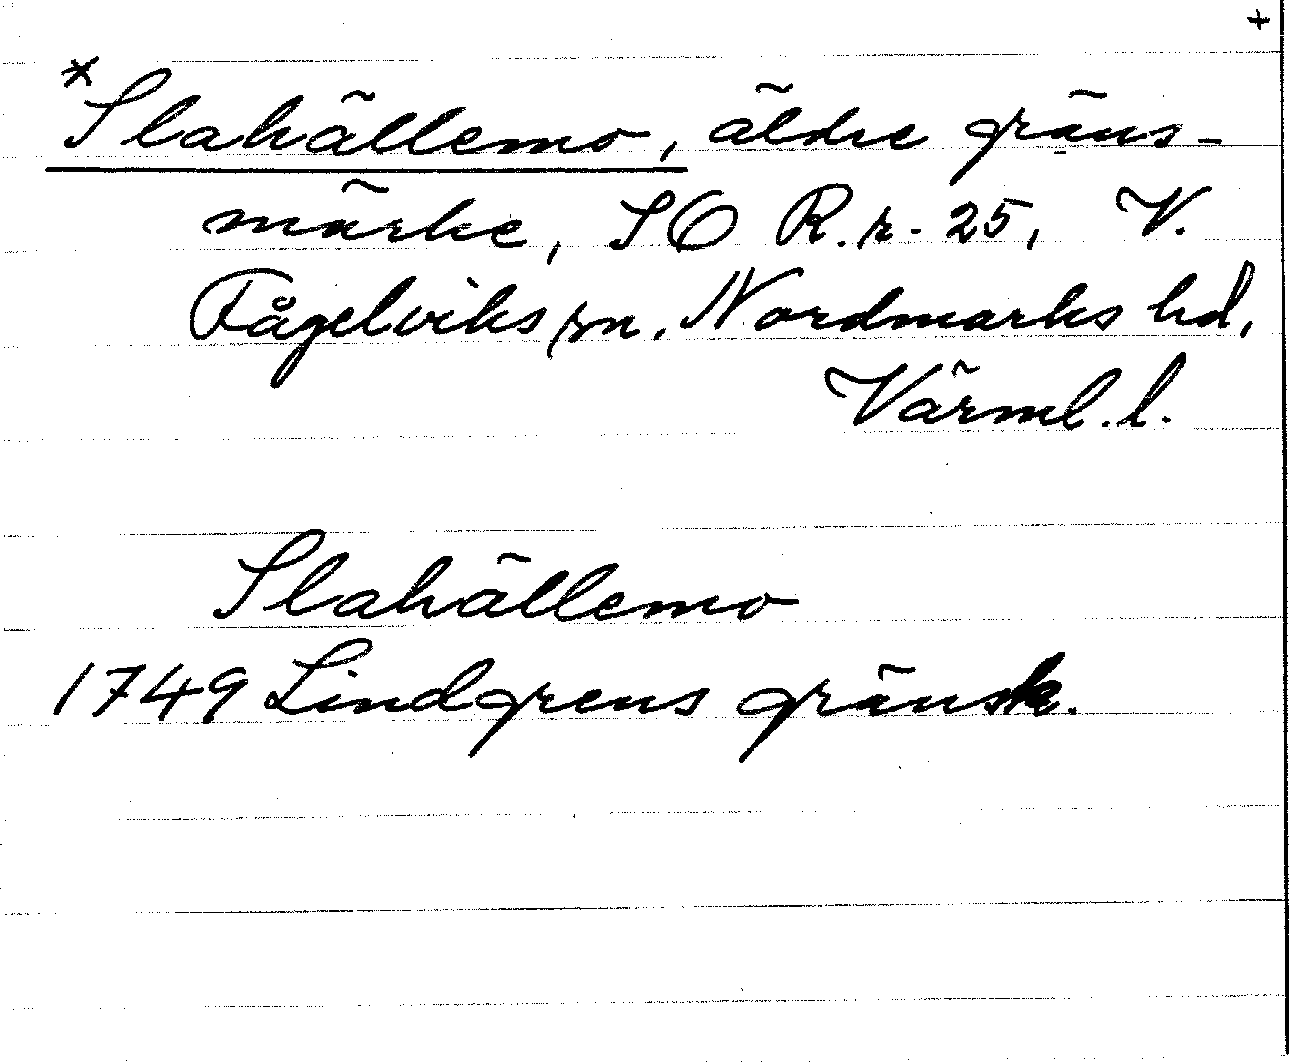 +
*Slahällemo, äldre gräns-
märke, SO R.r. 25, V.
Fågelviks sn, Nordmarks hd,
Värml. l.
Slahällemo
1749 Lindgrens gränsk.